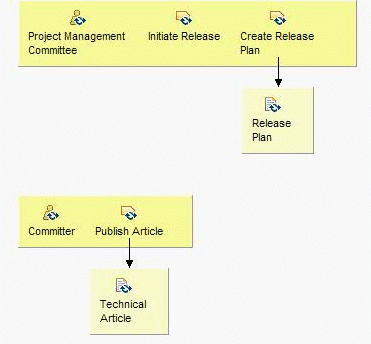 Project Management
Committee
Initiate Release
Create Release
Plan
Release
Plan
Committer
Publish Article
Technical
Article